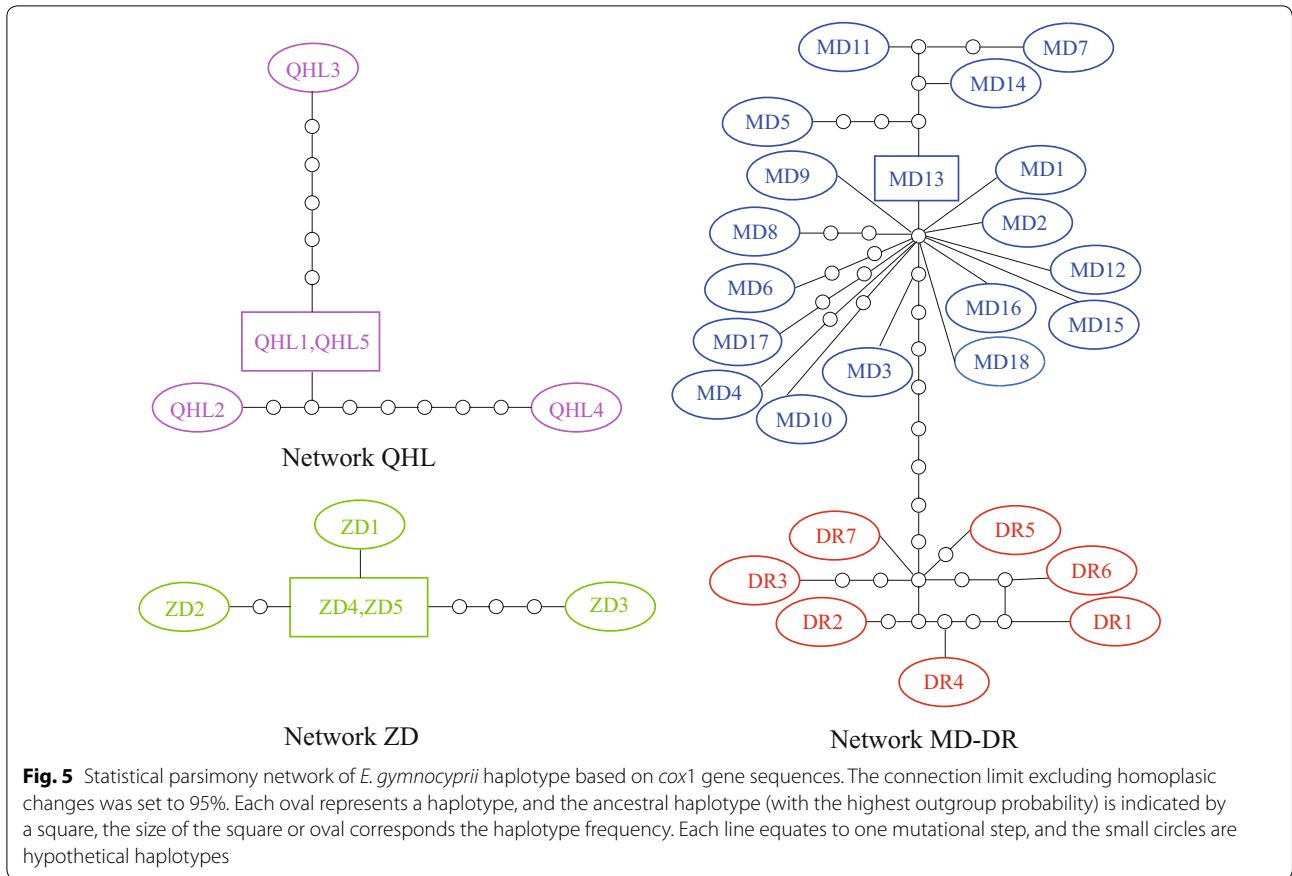 QHL3
QHL1,QHL5
QHL2
QHL4
Network QHL
ZD1
ZD2
ZD4,ZD5
ZD3
Network ZD
MD11
MD7
MD14
MD5
MD13
MD9
MD1
MD8
MD2
MD12
MD6
MD16
MD15
MD17
MD18
MD3
MD4
MD10
DR7
DR5
DR3
DR6
DR2
DR1
DR4
Network MD-DR
Fig. 5 Statistical parsimony network of E. gymnocyprii haplotype based on cox1 gene sequences. The connection limit excluding homoplasic
changes was set to 95%. Each oval represents a haplotype, and the ancestral haplotype (with the highest outgroup probability) is indicated by
a square, the size of the square or oval corresponds the haplotype frequency. Each line equates to one mutational step, and the small circles are
hypothetical haplotypes